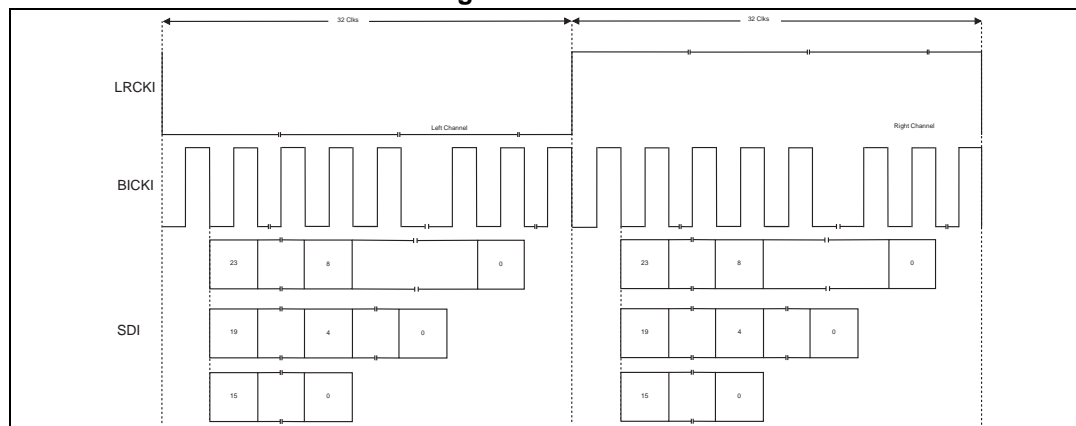 32 Clks 32 Clks
LRCKI
Left Channel Right Channel
BICKI
23 8 0 23 8 0
SDI
19 4 0 19 4 0
15 0 15 0